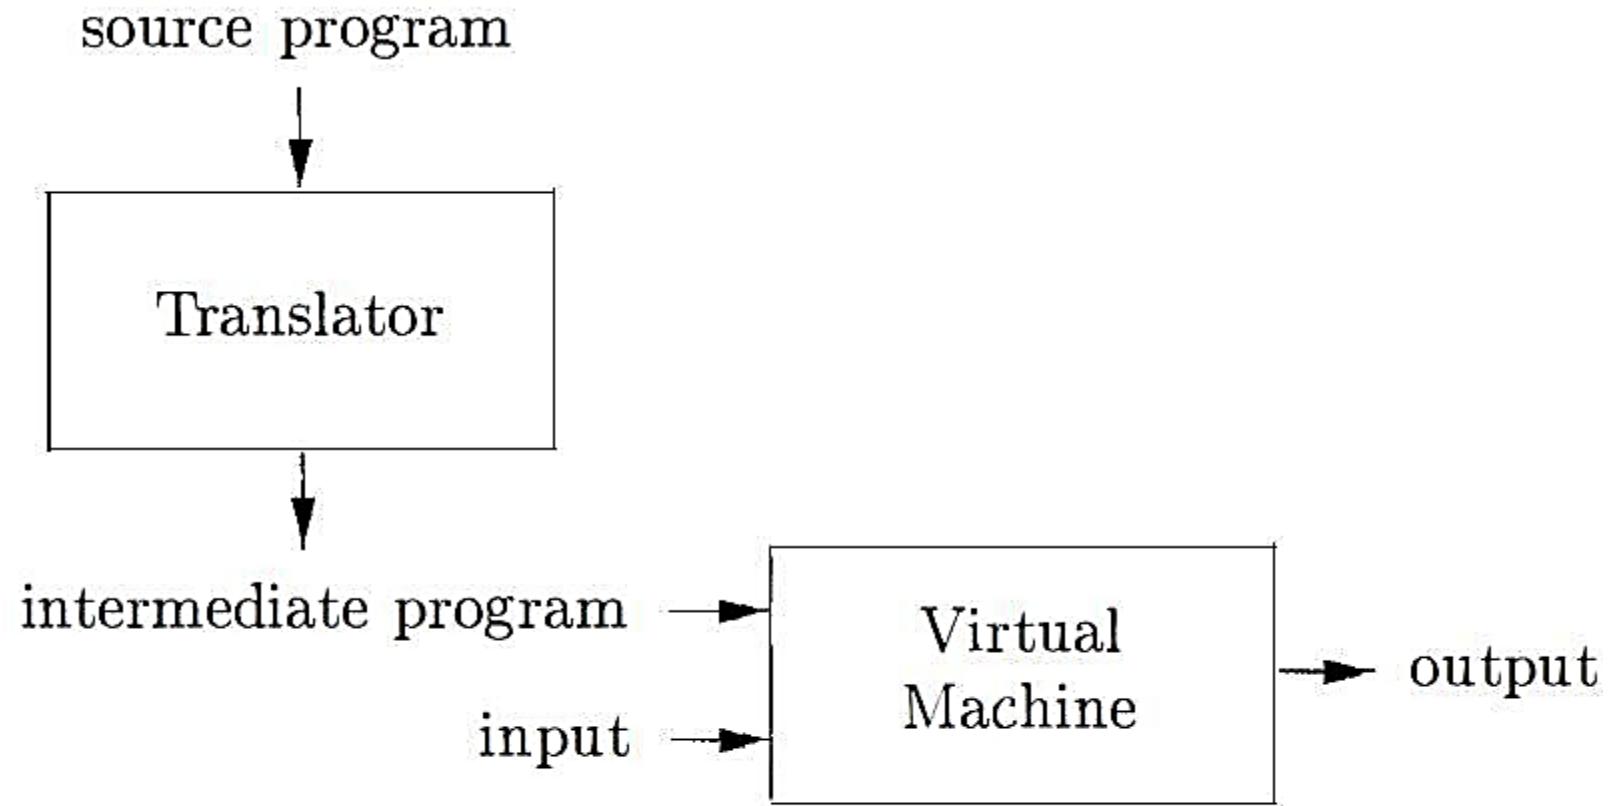 source program
Translator
intermediate program
Virtual
Machine
input
output